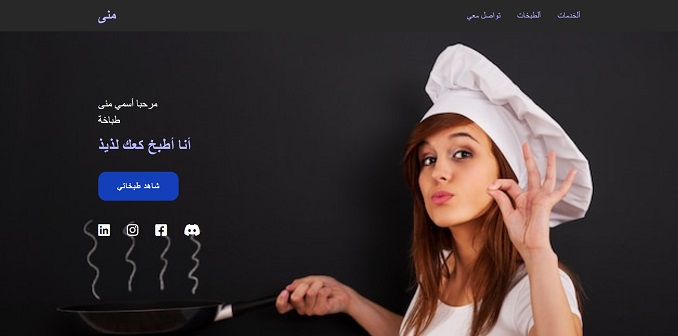 منى
الخدمات
الطبخات
تواصل معي
مرحبا أسمي منى
طباخة
أنا أطبخ كعك لذيذ
شاهد طبخاتي